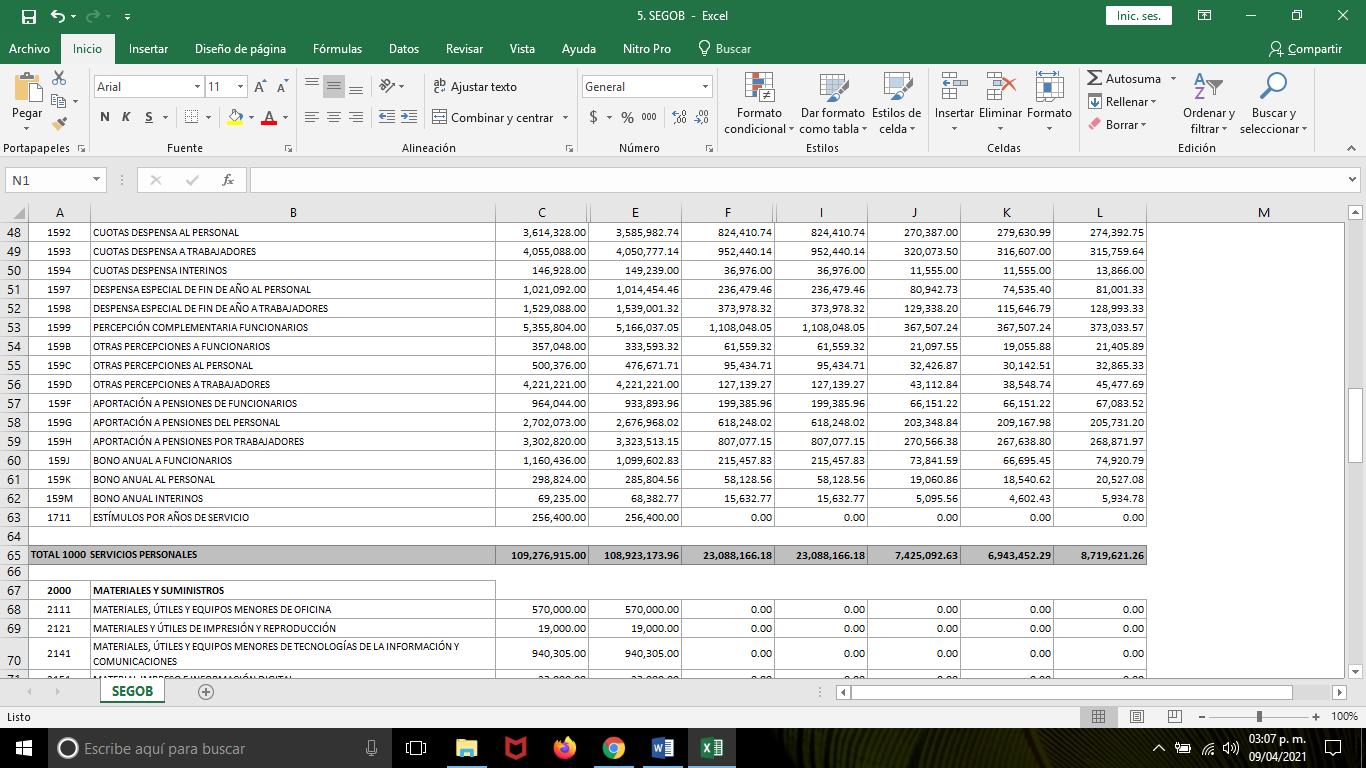 5. SEGOB - Excel
Inic. ses.
Archivo Inicio Insertar Diseño de página Fórmulas Datos Revisar Vista Ayuda Nitro Pro Buscar Compartir
Pegar
Arial 11
N K S
Ajustar texto
Combinar y centrar
General
$ % 000
Formato condicional
Dar formato como tabla
Estilos de celda
Insertar Eliminar Formato
Autosuma
Rellenar
Borrar
Ordenar y filtrar
Buscar y seleccionar
Portapapeles Fuente Alineación Número Estilos Celdas Edición
N1 fx
A B C E F I J K L M
48 1592 CUOTAS DESPENSA AL PERSONAL 3,614,328.00 3,585,982.74 824,410.74 824,410.74 270,387.00 279,630.99 274,392.75
49 1593 CUOTAS DESPENSA A TRABAJADORES 4,055,088.00 4,050,777.14 952,440.14 952,440.14 320,073.50 316,607.00 315,759.64
50 1594 CUOTAS DESPENSA INTERINOS 146,928.00 149,239.00 36,976.00 36,976.00 11,555.00 11,555.00 13,866.00
51 1597 DESPENSA ESPECIAL DE FIN DE AÑO AL PERSONAL 1,021,092.00 1,014,454.46 236,479.46 236,479.46 80,942.73 74,535.40 81,001.33
52 1598 DESPENSA ESPECIAL DE FIN DE AÑO A TRABAJADORES 1,529,088.00 1,539,001.32 373,978.32 373,978.32 129,338.20 115,646.79 128,993.33
53 1599 PERCEPCIÓN COMPLEMENTARIA FUNCIONARIOS 5,355,804.00 5,166,037.05 1,108,048.05 1,108,048.05 367,507.24 367,507.24 373,033.57
54 159B OTRAS PERCEPCIONES A FUNCIONARIOS 357,048.00 333,593.32 61,559.32 61,559.32 21,097.55 19,055.88 21,405.89
55 159C OTRAS PERCEPCIONES AL PERSONAL 500,376.00 476,671.71 95,434.71 95,434.71 32,426.87 30,142.51 32,865.33
56 159D OTRAS PERCEPCIONES A TRABAJADORES 4,221,221.00 4,221,221.00 127,139.27 127,139.27 43,112.84 38,548.74 45,477.69
57 159F APORTACIÓN A PENSIONES DE FUNCIONARIOS 964,044.00 933,893.96 199,385.96 199,385.96 66,151.22 66,151.22 67,083.52
58 159G APORTACIÓN A PENSIONES DEL PERSONAL 2,702,073.00 2,676,968.02 618,248.02 618,248.02 203,348.84 209,167.98 205,731.20
59 159H APORTACIÓN A PENSIONES POR TRABAJADORES 3,302,820.00 3,323,513.15 807,077.15 807,077.15 270,566.38 267,638.80 268,871.97
60 159J BONO ANUAL A FUNCIONARIOS 1,160,436.00 1,099,602.83 215,457.83 215,457.83 73,841.59 66,695.45 74,920.79
61 159K BONO ANUAL AL PERSONAL 298,824.00 285,804.56 58,128.56 58,128.56 19,060.86 18,540.62 20,527.08
62 159M BONO ANUAL INTERINOS 69,235.00 68,382.77 15,632.77 15,632.77 5,095.56 4,602.43 5,934.78
63 1711 ESTÍMULOS POR AÑOS DE SERVICIO 256,400.00 256,400.00 0.00 0.00 0.00 0.00 0.00
64
65 TOTAL 1000 SERVICIOS PERSONALES 109,276,915.00 108,923,173.96 23,088,166.18 23,088,166.18 7,425,092.63 6,943,452.29 8,719,621.26
66
67 2000 MATERIALES Y SUMINISTROS
68 2111 MATERIALES, ÚTILES Y EQUIPOS MENORES DE OFICINA 570,000.00 570,000.00 0.00 0.00 0.00 0.00 0.00
69 2121 MATERIALES Y ÚTILES DE IMPRESIÓN Y REPRODUCCIÓN 19,000.00 19,000.00 0.00 0.00 0.00 0.00 0.00
70 2141 MATERIALES, ÚTILES Y EQUIPOS MENORES DE TECNOLOGÍAS DE LA INFORMACIÓN Y COMUNICACIONES 940,305.00 940,305.00 0.00 0.00 0.00 0.00 0.00
SEGOB
Listo 100%
Escribe aquí para buscar
03:07 p. m.
09/04/2021